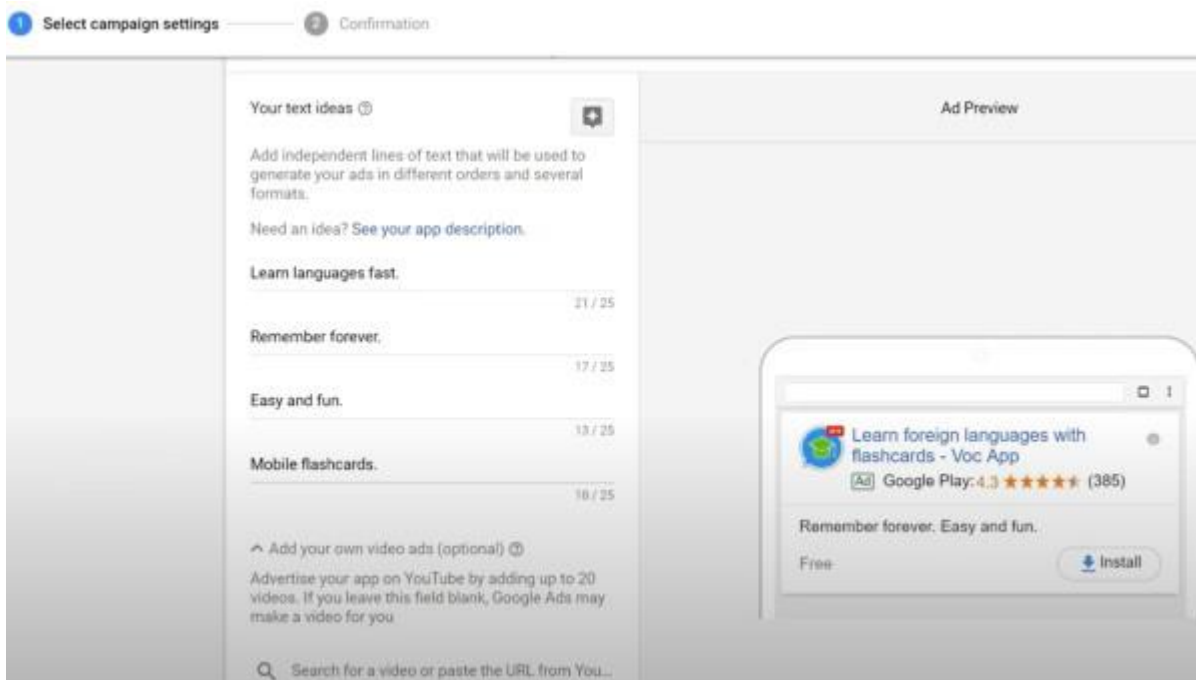 1 Select campaign settings
2 Confirmation
Your text ideas
Add independent lines of text that will be used to
generate your ads in different orders and several
formats.
Need an idea? See your app description.
Learn languages fast.
21 / 25
Remember forever.
17 / 25
Easy and fun.
13 / 25
Mobile flashcards.
18 / 25
Add your own video ads (optional)
Advertise your app on YouTube by adding up to 20
videos. If you leave this field blank, Google Ads may
make a video for you
Search for a video or paste the URL from You...
Ad Preview
Learn foreign languages with
flashcards - Voc App
Ad Google Play: 4.3 (385)
Remember forever. Easy and fun.
Free
Install